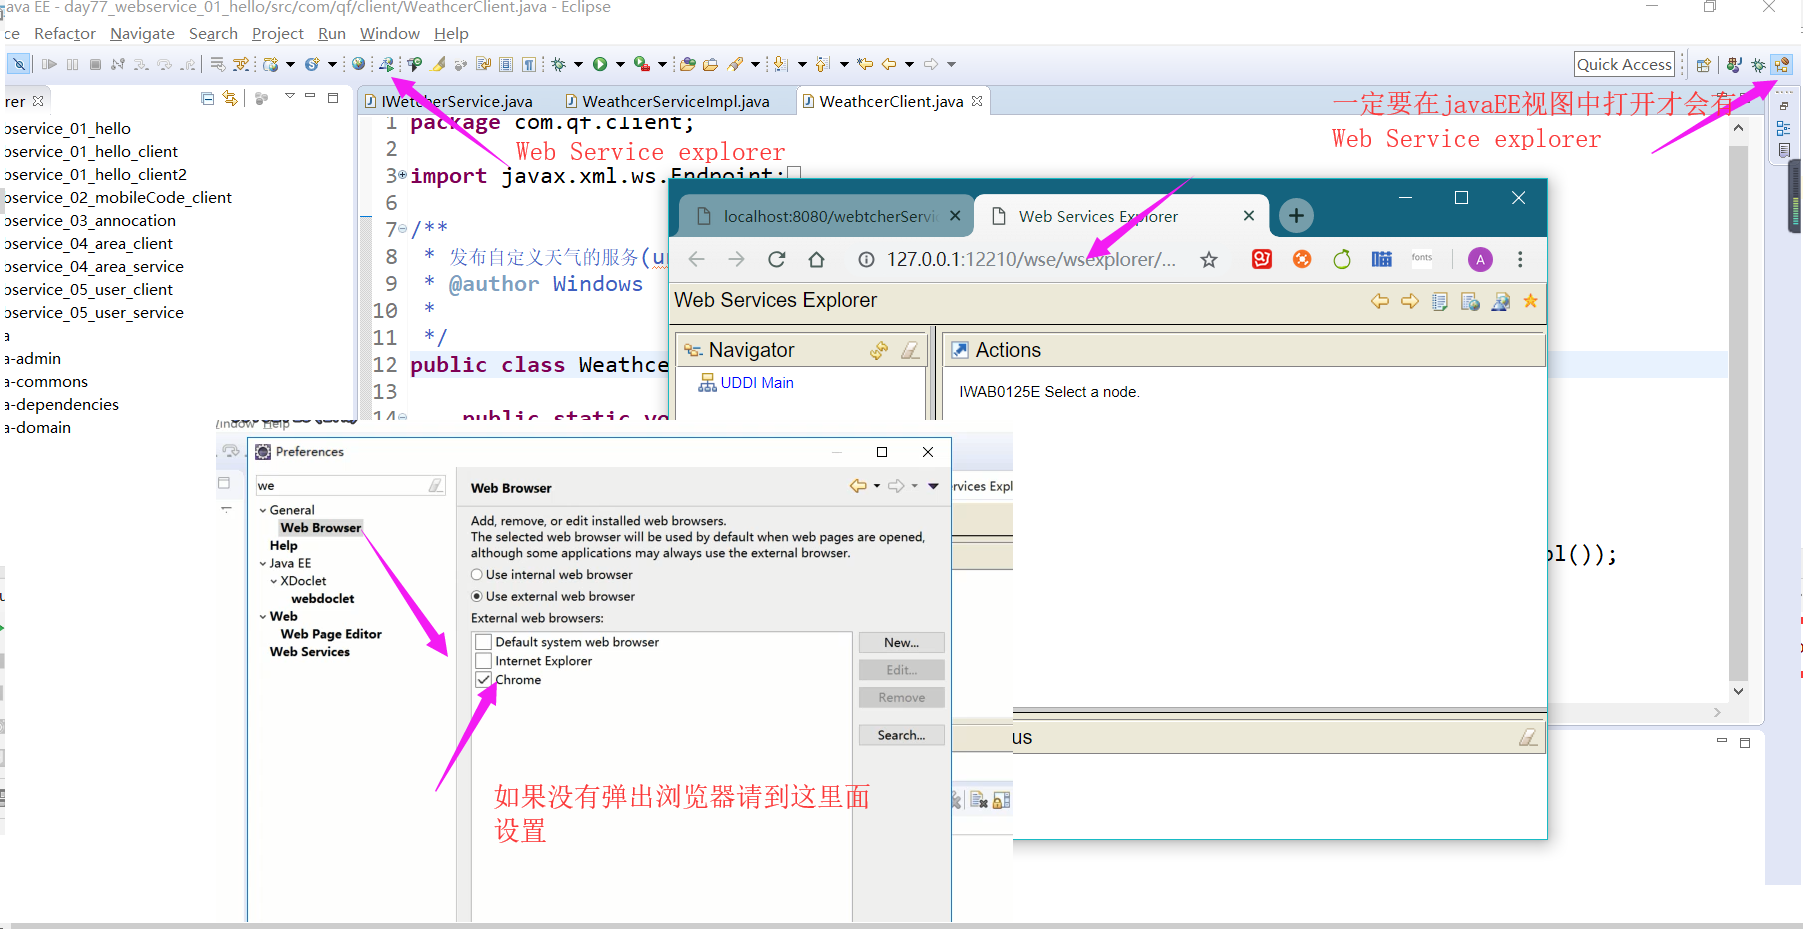 ava EE - day77_webservice_01_hello/src/com/qf/client/WeathcerClient.java - Eclipse
ce Refactor Navigate Search Project Run Window Help
Quick Access
rer
IWetcherService.java WeathcerServiceImpl.java WeathcerClient.java
一定要在javaEE视图中打开才会有
Web Service explorer
Web Service explorer
oservice_01_hello
oservice_01_hello_client
oservice_01_hello_client2
oservice_02_mobileCode_client
oservice_03_annocation
oservice_04_area_client
oservice_04_area_service
oservice_05_user_client
oservice_05_user_service
a
a-admin
a-commons
a-dependencies
a-domain
1 package com.qf.client;
2
3 import javax.xml.ws.Endpoint;
6
7 /**
8 * 发布自定义天气的服务(ur
9 * @author Windows
10 *
11 */
12 public class Weathce
13
14 public static vo
pl());
localhost:8080/webtcherServic Web Services Explorer
127.0.0.1:12210/wse/wsexplorer/...
fonts
A
Web Services Explorer
Navigator
UDDI Main
Actions
IWAB0125E Select a node.
us
Window Help
rvices Expl
Preferences
we
General
Web Browser
Help
Java EE
XDoclet
webdoclet
Web
Web Page Editor
Web Services
Web Browser
Add, remove, or edit installed web browsers.
The selected web browser will be used by default when web pages are opened,
although some applications may always use the external browser.
Use internal web browser
Use external web browser
External web browsers:
Default system web browser
Internet Explorer
Chrome
New...
Edit...
Remove
Search...
如果没有弹出浏览器请到这里面
设置